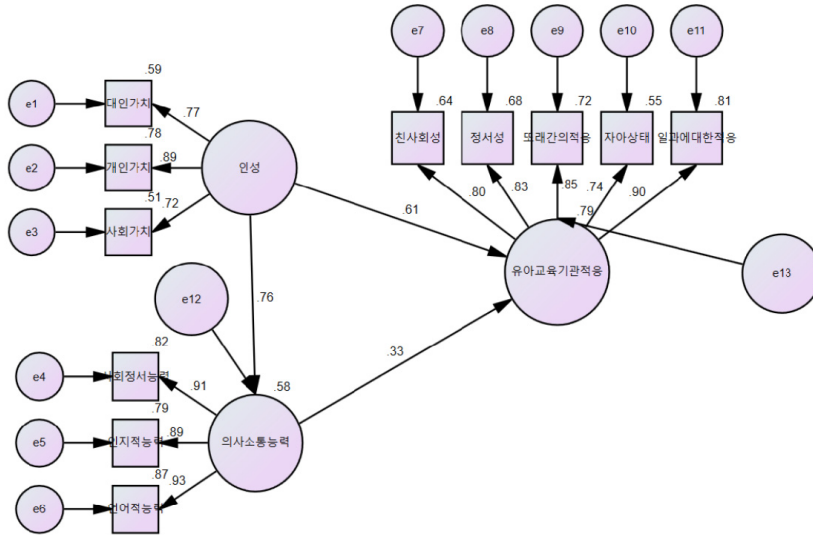 e7
e8
e9
e10
e11
.59
.64
.68
.72
.55
.81
e1
대인가치
.77
친사회성
정서성
또래간의적응
자아상태
일과에대한적응
.78
e2
개인가치
.89
인성
.51
.72
.80
.83
.85
.74
.90
.79
e3
사회가치
.61
유아교육기관적응
e13
.76
e12
.82
.33
e4
회정서능력
.91
.58
.79
e5
인지적능력
.89
의사소통능력
.87
.93
e6
언어적능력